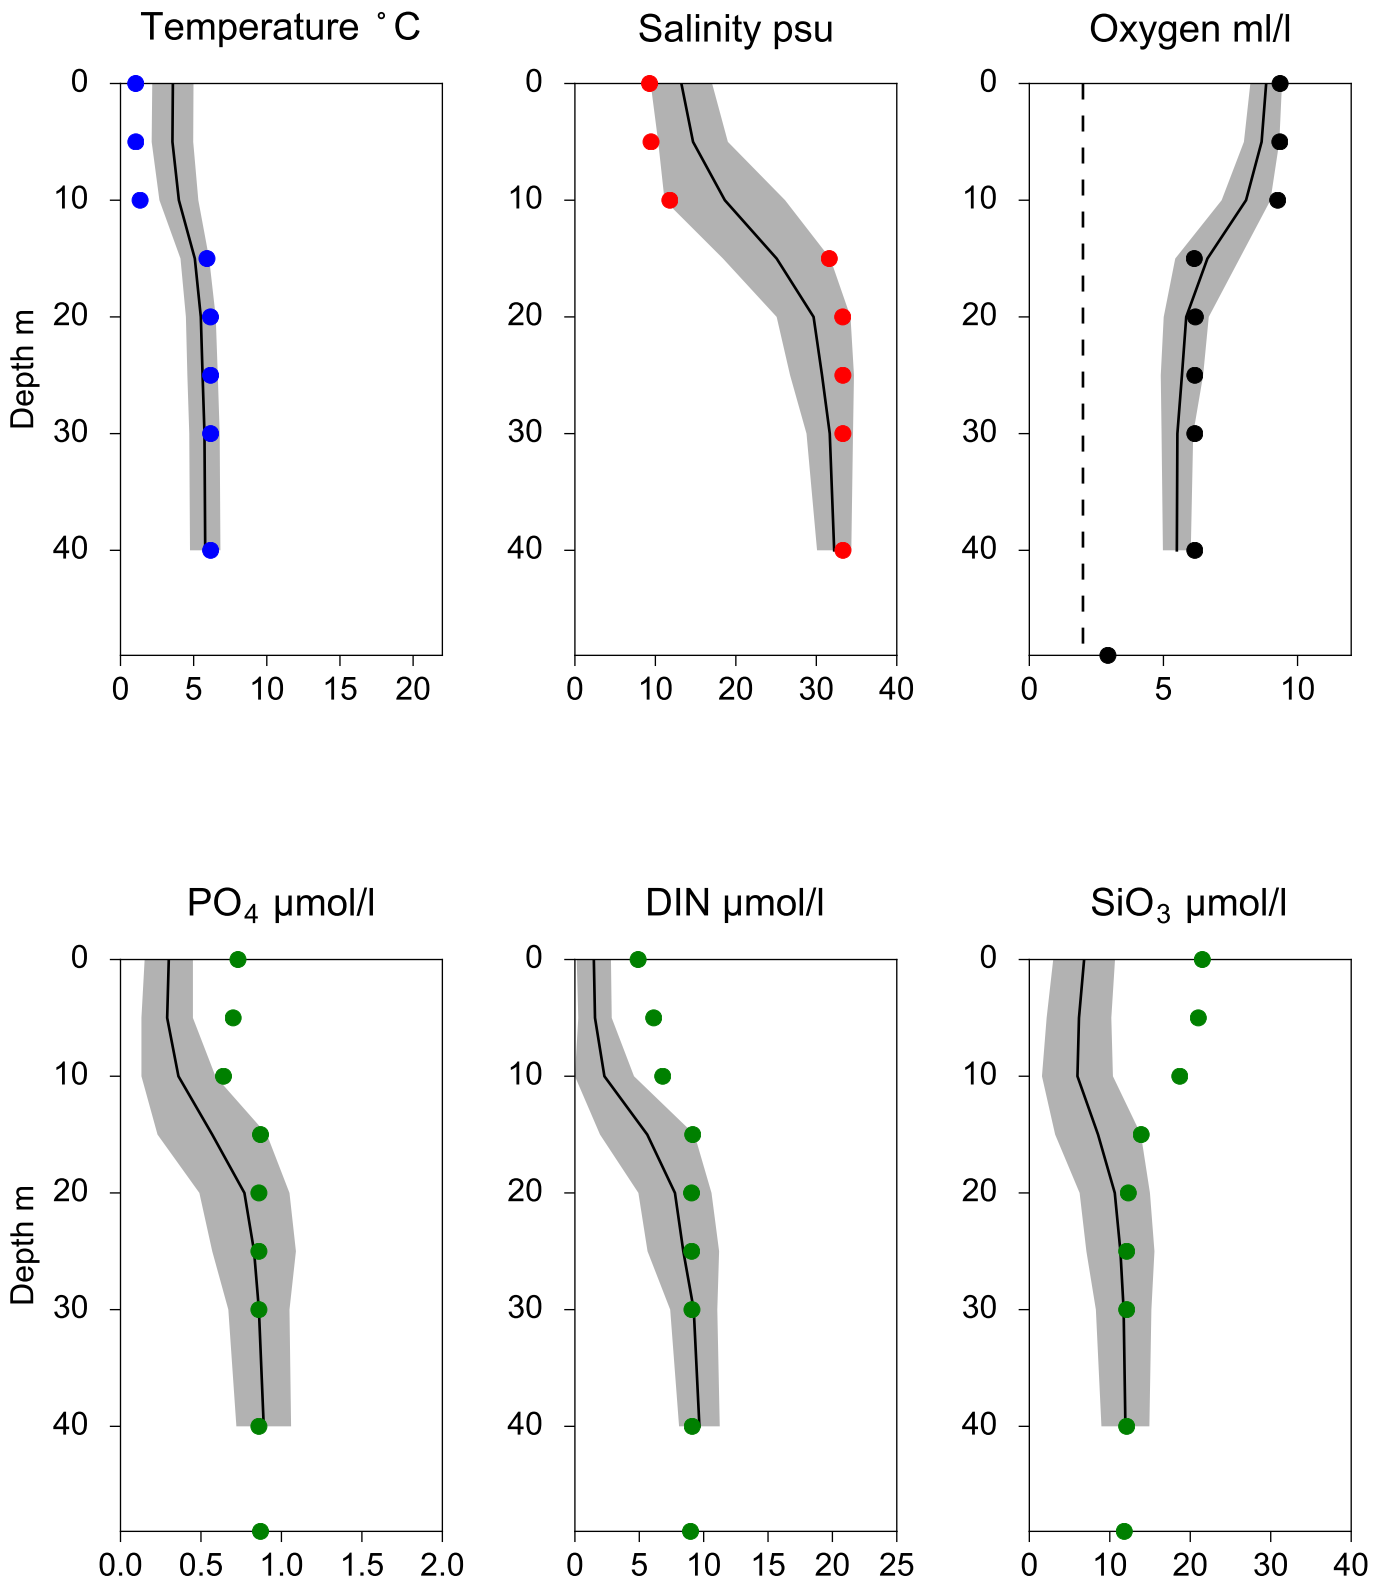 Temperature °C
Salinity psu
Oxygen ml/l
0
10
20
30
40
Depth m
0 5 10 15 20
0
10
20
30
40
0 10 20 30 40
0
10
20
30
40
0 5 10
PO₄ µmol/l
DIN µmol/l
SiO₃ µmol/l
0
10
20
30
40
Depth m
0.0 0.5 1.0 1.5 2.0
0
10
20
30
40
0 5 10 15 20 25
0
10
20
30
40
0 10 20 30 40